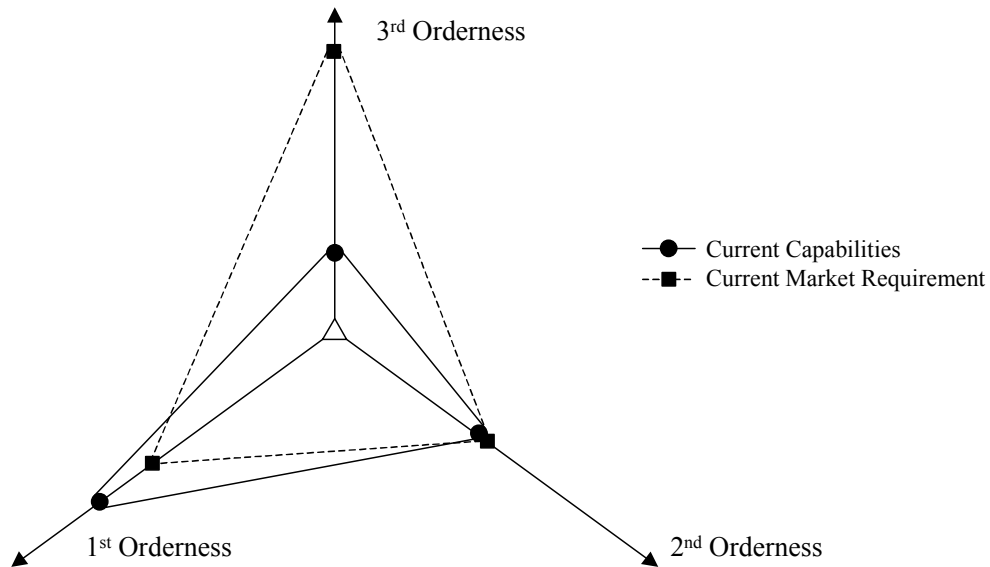 3rd Orderness
Current Capabilities
Current Market Requirement
1st Orderness
2nd Orderness